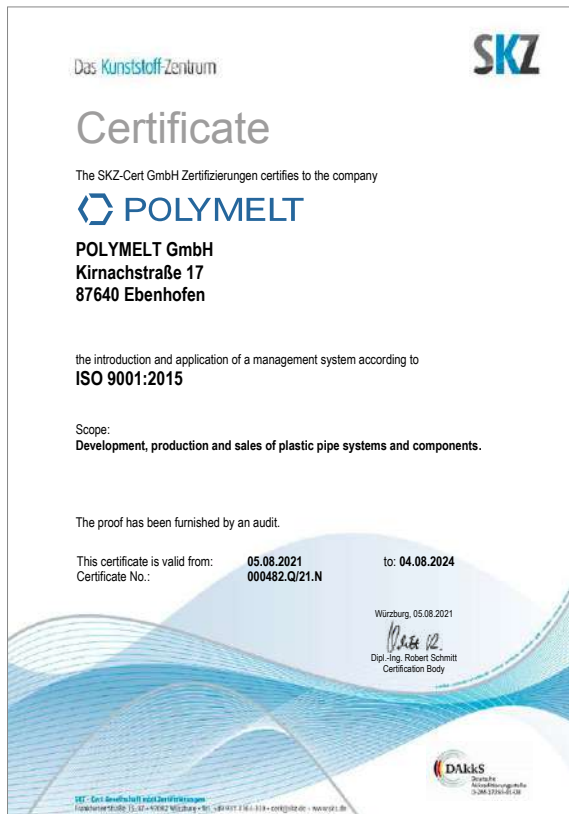 Das Kunststoff-Zentrum
SKZ
Certificate
The SKZ-Cert GmbH Zertifizierungen certifies to the company
POLYMELT
POLYMELT GmbH
Kirnachstraße 17
87640 Ebenhofen
the introduction and application of a management system according to
ISO 9001:2015
Scope:
Development, production and sales of plastic pipe systems and components.
The proof has been furnished by an audit.
This certificate is valid from: 05.08.2021 to: 04.08.2024
Certificate No.: 000482.Q/21.N
Würzburg, 05.08.2021
Dipl.-Ing. Robert Schmitt
Certification Body
DAkkS
Deutsche
Akkreditierungsstelle